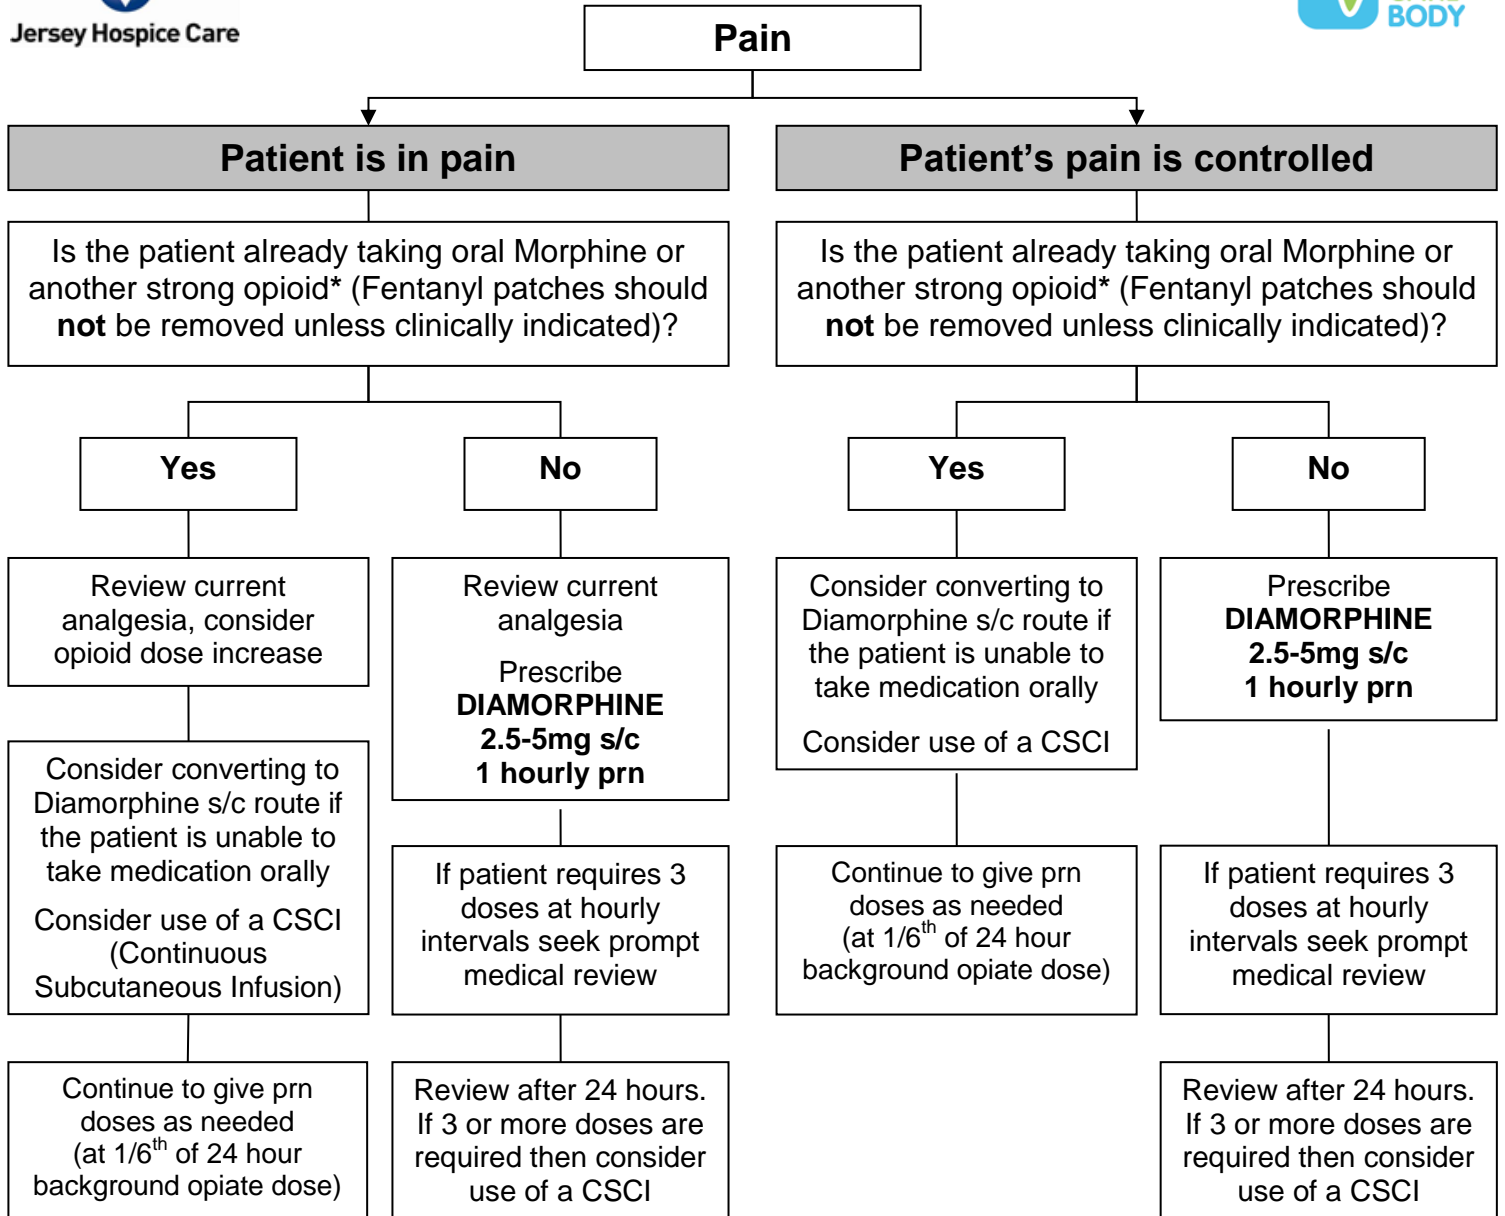 Jersey Hospice Care
BODY
Pain
Patient is in pain
Patient's pain is controlled
Is the patient already taking oral Morphine or
another strong opioid* (Fentanyl patches should
not be removed unless clinically indicated)?
Is the patient already taking oral Morphine or
another strong opioid* (Fentanyl patches should
not be removed unless clinically indicated)?
Yes
No
Yes
No
Review current
analgesia, consider
opioid dose increase
Consider converting to
Diamorphine s/c route if
the patient is unable to
take medication orally
Consider use of a CSCI
(Continuous
Subcutaneous Infusion)
Continue to give prn
doses as needed
(at 1/6th of 24 hour
background opiate dose)
Review current
analgesia
Prescribe
DIAMORPHINE
2.5-5mg s/c
1 hourly prn
If patient requires 3
doses at hourly
intervals seek prompt
medical review
Review after 24 hours.
If 3 or more doses are
required then consider
use of a CSCI
Consider converting to
Diamorphine s/c route if
the patient is unable to
take medication orally
Consider use of a CSCI
Continue to give prn
doses as needed
(at 1/6th of 24 hour
background opiate dose)
Prescribe
DIAMORPHINE
2.5-5mg s/c
1 hourly prn
If patient requires 3
doses at hourly
intervals seek prompt
medical review
Review after 24 hours.
If 3 or more doses are
required then consider
use of a CSCI